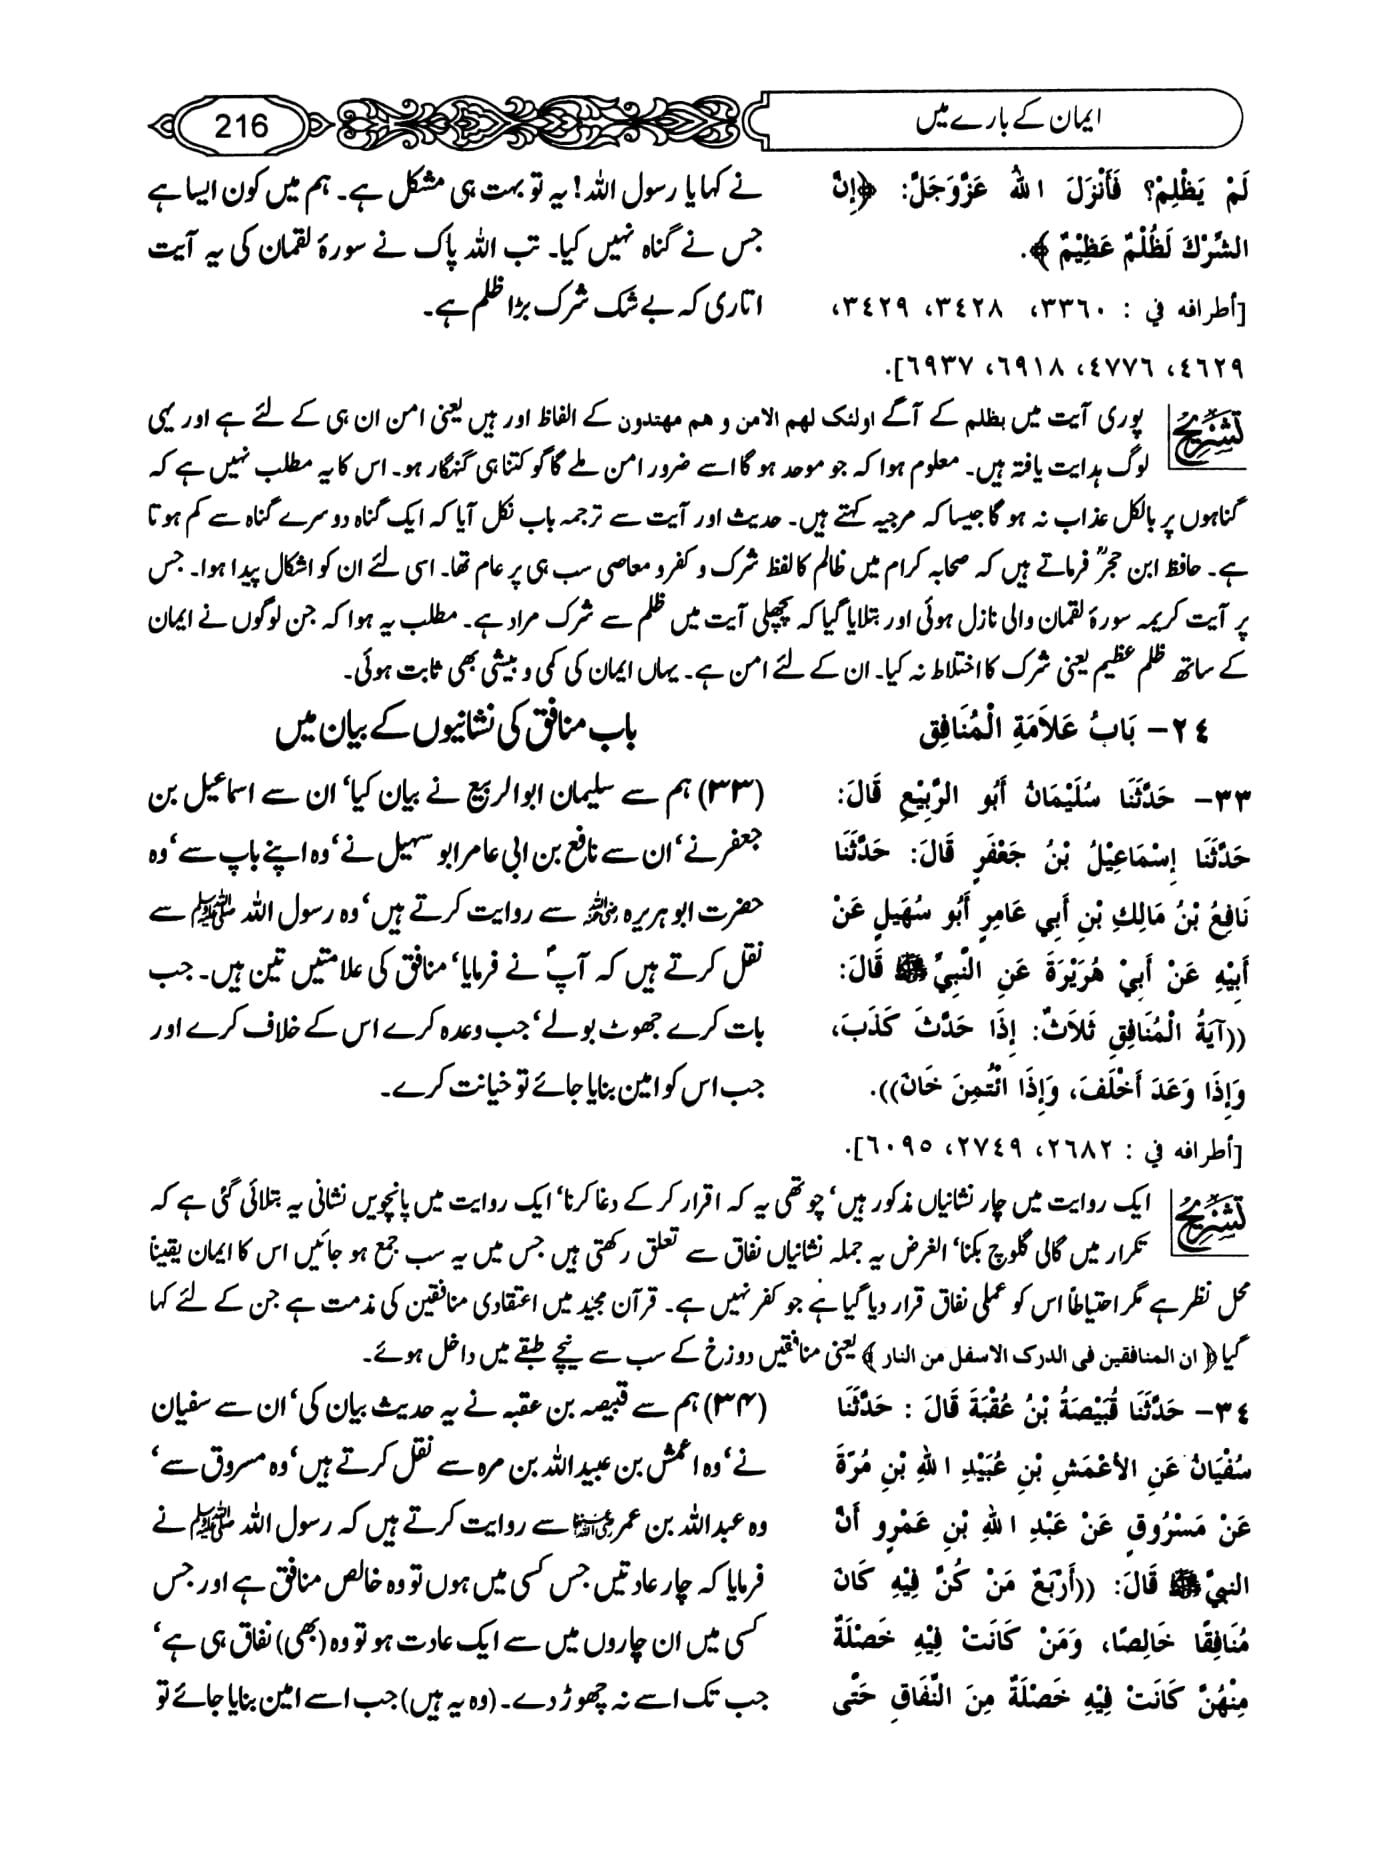 ایمان کے بارے میں
216
لَمْ يَظْلِمْ؟ فَأَنْزَلَ اللهُ عَزَّوَجَلَّ: ﴿إِنَّ
الشِّرْكَ لَظُلْمٌ عَظِيْمٌ﴾.
[أطرافه في : ٣٣٦٠، ٣٤٢٨، ٣٤٢٩،
٤٦٢٩، ٤٧٧٦، ٦٩١٨، ٦٩٣٧].
نے کہا یا رسول اللہ! یہ تو بہت ہی مشکل ہے۔ ہم میں کون ایسا ہے
جس نے گناہ نہیں کیا۔ تب اللہ پاک نے سورۂ لقمان کی یہ آیت
اتاری کہ بے شک شرک بڑا ظلم ہے۔
تشریح
پوری آیت میں بظلم کے آگے اولئک لھم الامن و ھم مھتدون کے الفاظ اور ہیں یعنی امن ان ہی کے لئے ہے اور یہی
لوگ ہدایت یافتہ ہیں۔ معلوم ہوا کہ جو موحد ہو گا اسے ضرور امن ملے گا گو کتنا ہی گنہگار ہو۔ اس کا یہ مطلب نہیں ہے کہ
گناہوں پر بالکل عذاب نہ ہو گا جیسا کہ مرجیہ کہتے ہیں۔ حدیث اور آیت سے ترجمہ باب نکل آیا کہ ایک گناہ دوسرے گناہ سے کم ہوتا
ہے۔ حافظ ابن حجرؒ فرماتے ہیں کہ صحابہ کرام میں ظالم کا لفظ شرک و کفر و معاصی سب ہی پر عام تھا۔ اسی لئے ان کو اشکال پیدا ہوا۔ جس
پر آیت کریمہ سورۂ لقمان والی نازل ہوئی اور بتلایا گیا کہ پچھلی آیت میں ظلم سے شرک مراد ہے۔ مطلب یہ ہوا کہ جن لوگوں نے ایمان
کے ساتھ ظلم عظیم یعنی شرک کا اختلاط نہ کیا۔ ان کے لئے امن ہے۔ یہاں ایمان کی کمی و بیشی بھی ثابت ہوئی۔
٢٤- بَابُ عَلاَمَةِ الْمُنَافِقِ
باب منافق کی نشانیوں کے بیان میں
٣٣- حَدَّثَنَا سُلَيْمَانُ أَبُو الرَّبِيْعِ قَالَ:
حَدَّثَنَا إِسْمَاعِيْلُ بْنُ جَعْفَرٍ قَالَ: حَدَّثَنَا
نَافِعُ بْنُ مَالِكِ بْنِ أَبِي عَامِرٍ أَبُو سُهَيلٍ عَنْ
أَبِيْهِ عَنْ أَبِيْ هُرَيْرَةَ عَنِ النَّبِيِّ ﷺ قَالَ:
((آيَةُ الْمُنَافِقِ ثَلاَثٌ: إِذَا حَدَّثَ كَذَبَ،
وَإِذَا وَعَدَ أَخْلَفَ، وَإِذَا ائْتُمِنَ خَانَ)).
[أطرافه في : ٢٦٨٢، ٢٧٤٩، ٦٠٩٥].
(۳۳) ہم سے سلیمان ابوالربیع نے بیان کیا‘ ان سے اسماعیل بن
جعفر نے‘ ان سے نافع بن ابی عامر ابو سہیل نے‘ وہ اپنے باپ سے‘ وہ
حضرت ابو ہریرہ رضی اللہ عنہ سے روایت کرتے ہیں‘ وہ رسول اللہ ﷺ سے
نقل کرتے ہیں کہ آپؐ نے فرمایا‘ منافق کی علامتیں تین ہیں۔ جب
بات کرے جھوٹ بولے‘ جب وعدہ کرے اس کے خلاف کرے اور
جب اس کو امین بنایا جائے تو خیانت کرے۔
تشریح
ایک روایت میں چار نشانیاں مذکور ہیں‘ چوتھی یہ کہ اقرار کر کے دغا کرنا‘ ایک روایت میں پانچویں نشانی یہ بتلائی گئی ہے کہ
تکرار میں گالی گلوچ بکنا‘ الغرض یہ جملہ نشانیاں نفاق سے تعلق رکھتی ہیں جس میں یہ سب جمع ہو جائیں اس کا ایمان یقیناً
محل نظر ہے مگر احتیاطاً اس کو عملی نفاق قرار دیا گیا ہے جو کفر نہیں ہے۔ قرآن مجید میں اعتقادی منافقین کی مذمت ہے جن کے لئے کہا
گیا ﴿ان المنافقین فی الدرک الاسفل من النار﴾ یعنی منافقین دوزخ کے سب سے نیچے طبقے میں داخل ہوئے۔
٣٤- حَدَّثَنَا قُبَيْصَةُ بْنُ عُقْبَةَ قَالَ : حَدَّثَنَا
سُفْيَانُ عَنِ الأَعْمَشِ بْنِ عُبَيْدِ اللهِ بْنِ مُرَّةَ
عَنْ مَسْرُوقٍ عَنْ عَبْدِ اللهِ بْنِ عَمْرٍو أَنَّ
النبيَّ ﷺ قَالَ: ((أَرْبَعٌ مَنْ كُنَّ فِيْهِ كَانَ
مُنَافِقًا خَالِصًا، وَمَنْ كَانَتْ فِيْهِ خَصْلَةٌ
مِنْهُنَّ كَانَتْ فِيْهِ خَصْلَةٌ مِنَ النِّفَاقِ حَتَّى
(۳۴) ہم سے قبیصہ بن عقبہ نے یہ حدیث بیان کی‘ ان سے سفیان
نے‘ وہ اعمش بن عبیداللہ بن مرہ سے نقل کرتے ہیں‘ وہ مسروق سے‘
وہ عبداللہ بن عمر رضی اللہ عنہما سے روایت کرتے ہیں کہ رسول اللہ ﷺ نے
فرمایا کہ چار عادتیں جس کسی میں ہوں تو وہ خالص منافق ہے اور جس
کسی میں ان چاروں میں سے ایک عادت ہو تو وہ (بھی) نفاق ہی ہے‘
جب تک اسے نہ چھوڑ دے۔ (وہ یہ ہیں) جب اسے امین بنایا جائے تو